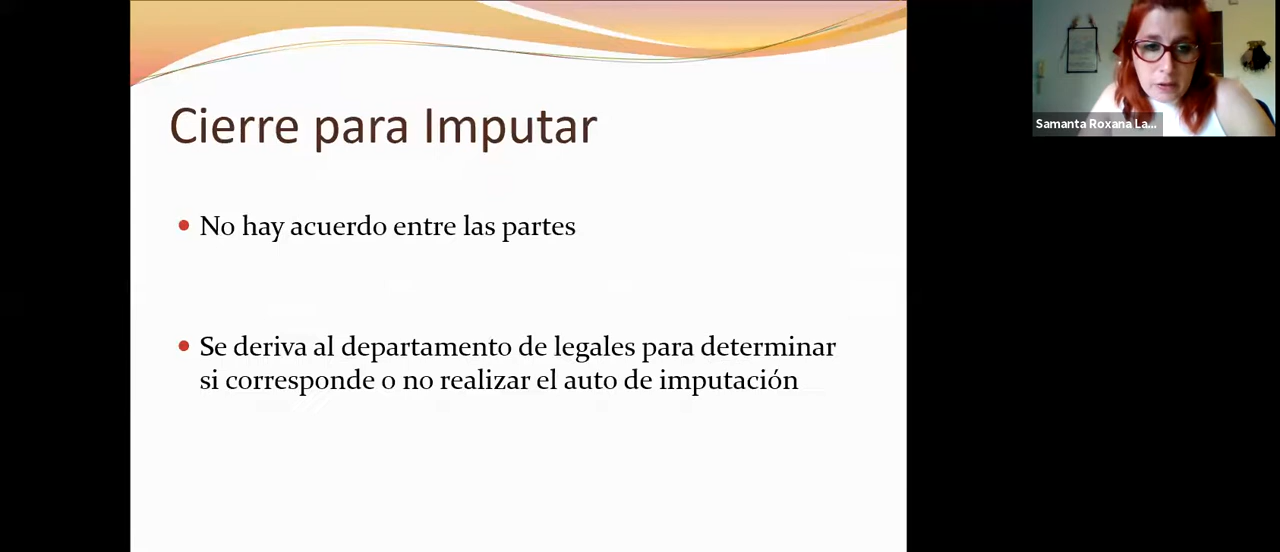 Cierre para Imputar
Samanta Roxana La...
No hay acuerdo entre las partes
Se deriva al departamento de legales para determinar
si corresponde o no realizar el auto de imputación